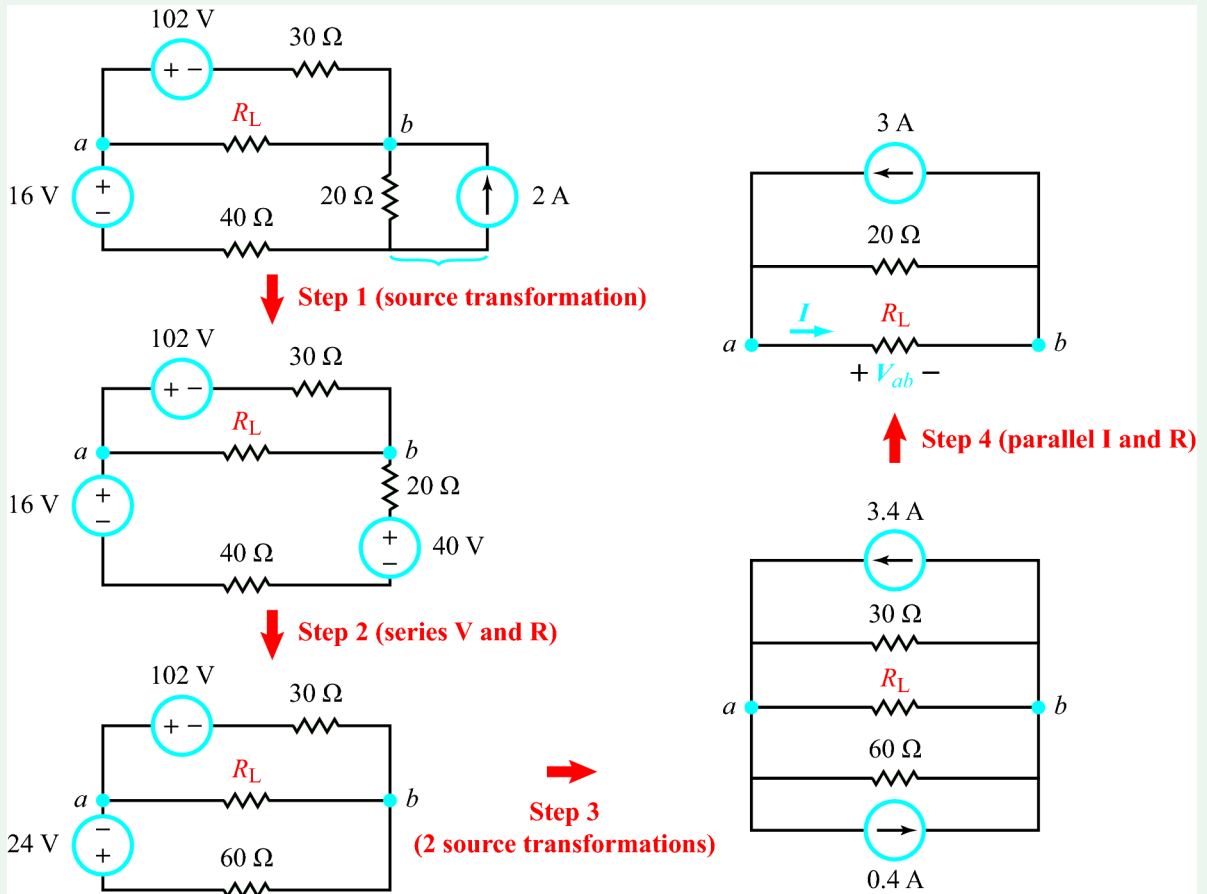 102 V
30 Ω
R_L
a
b
16 V
+ −
+
−
20 Ω
2 A
40 Ω
Step 1 (source transformation)
102 V
30 Ω
+ −
R_L
a
b
16 V
+
−
20 Ω
+
−
40 V
40 Ω
Step 2 (series V and R)
102 V
30 Ω
+ −
R_L
a
b
24 V
−
+
60 Ω
Step 3
(2 source transformations)
3.4 A
30 Ω
R_L
a
b
60 Ω
0.4 A
Step 4 (parallel I and R)
3 A
20 Ω
I
R_L
a
b
+ V_ab −